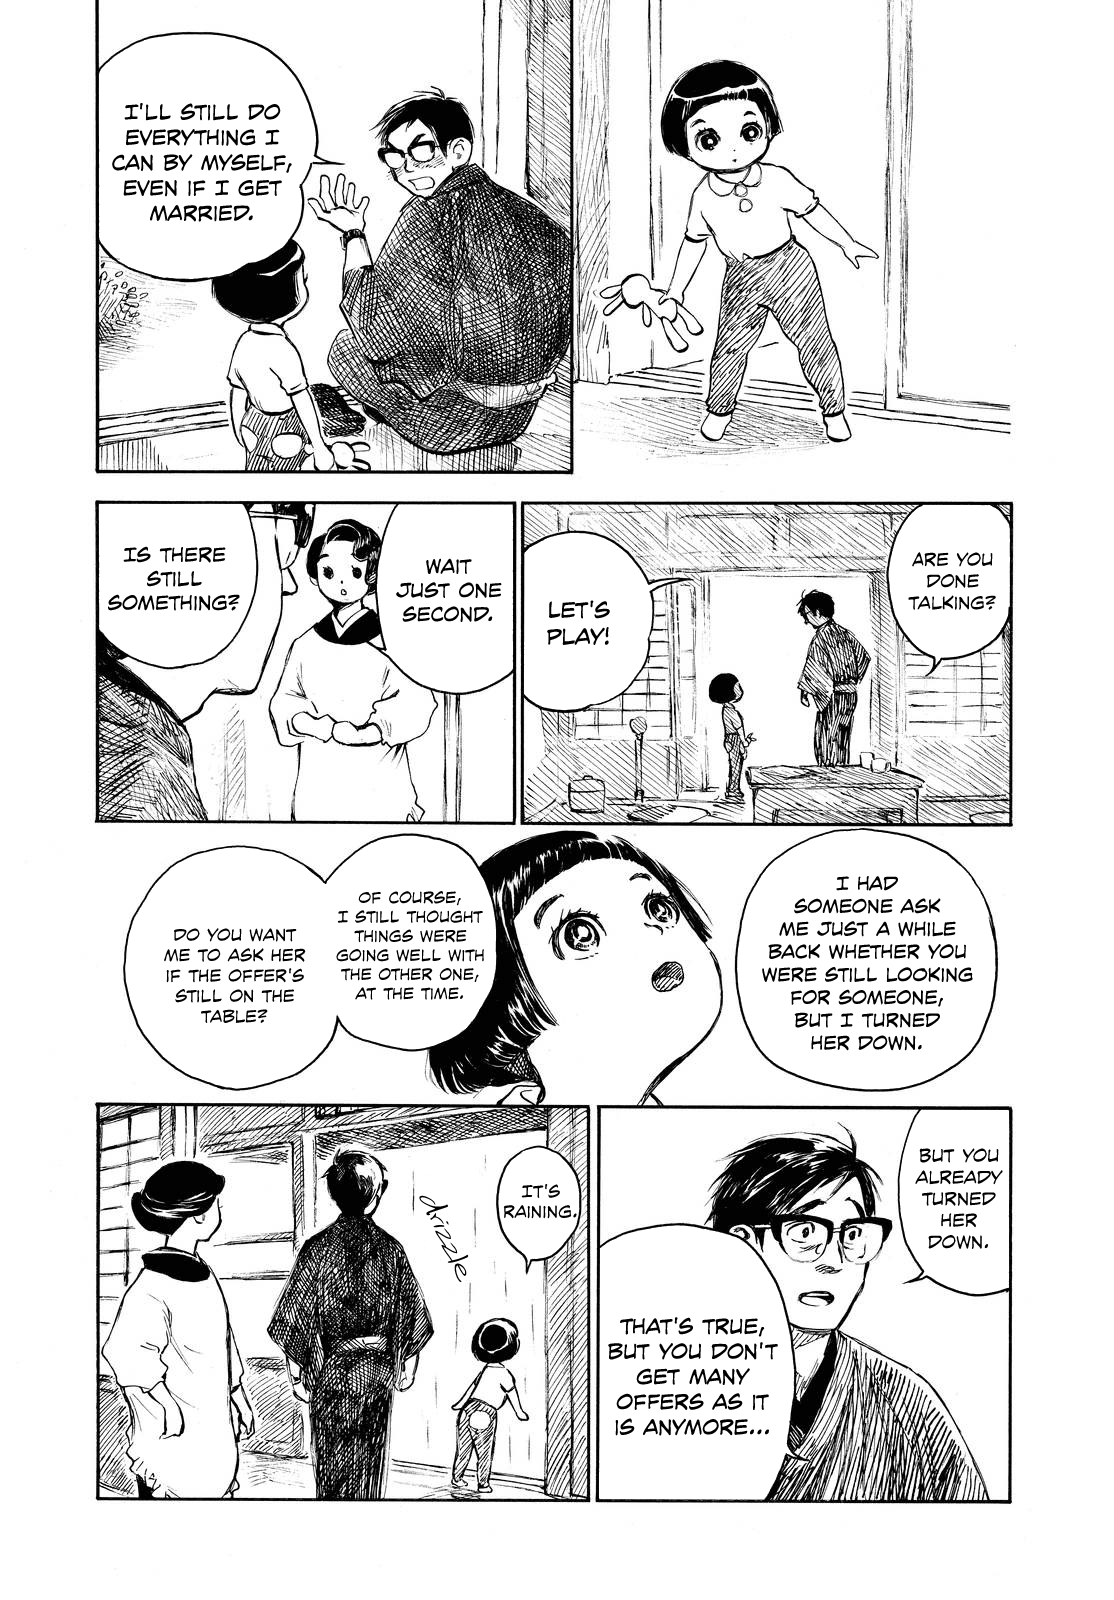 I'LL STILL DO
EVERYTHING I
CAN BY MYSELF,
EVEN IF I GET
MARRIED.
ARE YOU
DONE
TALKING?
LET'S
PLAY!
WAIT
JUST ONE
SECOND.
IS THERE
STILL
SOMETHING?
I HAD
SOMEONE ASK
ME JUST A WHILE
BACK WHETHER YOU
WERE STILL LOOKING
FOR SOMEONE,
BUT I TURNED
HER DOWN.
OF COURSE,
I STILL THOUGHT
THINGS WERE
GOING WELL WITH
THE OTHER ONE,
AT THE TIME.
DO YOU WANT
ME TO ASK HER
IF THE OFFER'S
STILL ON THE
TABLE?
BUT YOU
ALREADY
TURNED
HER
DOWN.
THAT'S TRUE,
BUT YOU DON'T
GET MANY
OFFERS AS IT
IS ANYMORE...
IT'S
RAINING.
drizzle